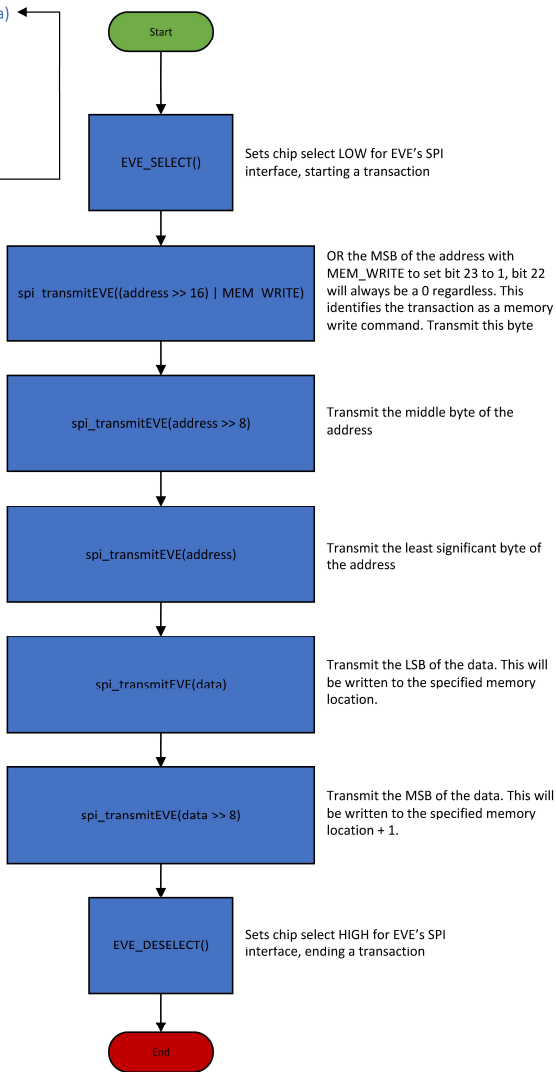 a)
Start
EVE_SELECT()
Sets chip select LOW for EVE’s SPI
interface, starting a transaction
spi_transmitEVE((address >> 16) | MEM_WRITE)
OR the MSB of the address with
MEM_WRITE to set bit 23 to 1, bit 22
will always be a 0 regardless. This
identifies the transaction as a memory
write command. Transmit this byte
spi_transmitEVE(address >> 8)
Transmit the middle byte of the
address
spi_transmitEVE(address)
Transmit the least significant byte of
the address
spi_transmitEVE(data)
Transmit the LSB of the data. This will
be written to the specified memory
location.
spi_transmitEVE(data >> 8)
Transmit the MSB of the data. This will
be written to the specified memory
location + 1.
EVE_DESELECT()
Sets chip select HIGH for EVE’s SPI
interface, ending a transaction
End